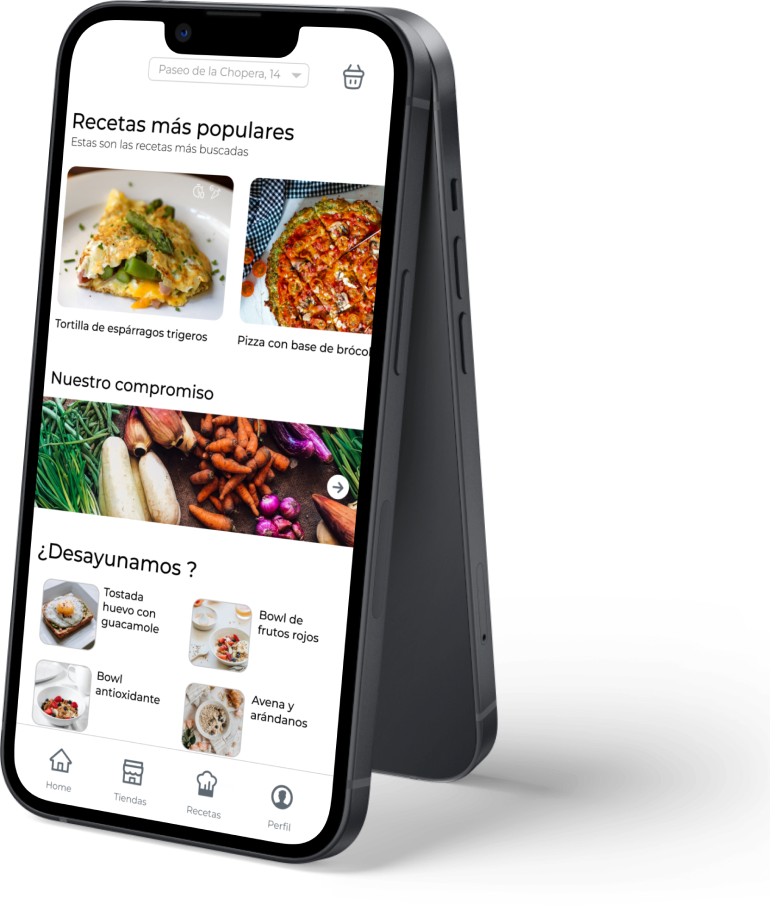 Paseo de la Chopera, 14
Recetas más populares
Estas son las recetas más buscadas
Tortilla de espárragos trigeros
Pizza con base de brócol
Nuestro compromiso
¿Desayunamos ?
Tostada
huevo con
guacamole
Bowl de
frutos rojos
Bowl
antioxidante
Avena y
arándanos
Home
Tiendas
Recetas
Perfil